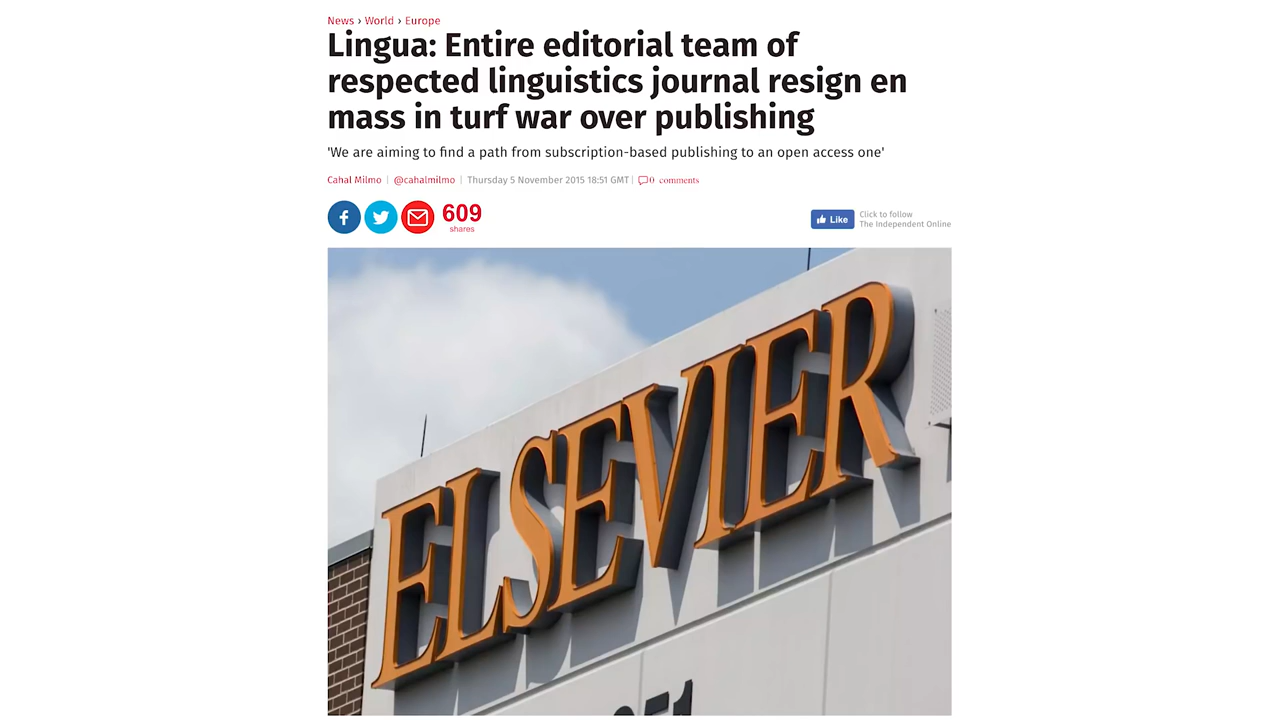 News › World › Europe
Lingua: Entire editorial team of
respected linguistics journal resign en
mass in turf war over publishing
'We are aiming to find a path from subscription-based publishing to an open access one'
Cahal Milmo | @cahalmilmo | Thursday 5 November 2015 18:51 GMT | 0 comments
609
shares
Like
Click to follow
The Independent Online
ELSEVIER